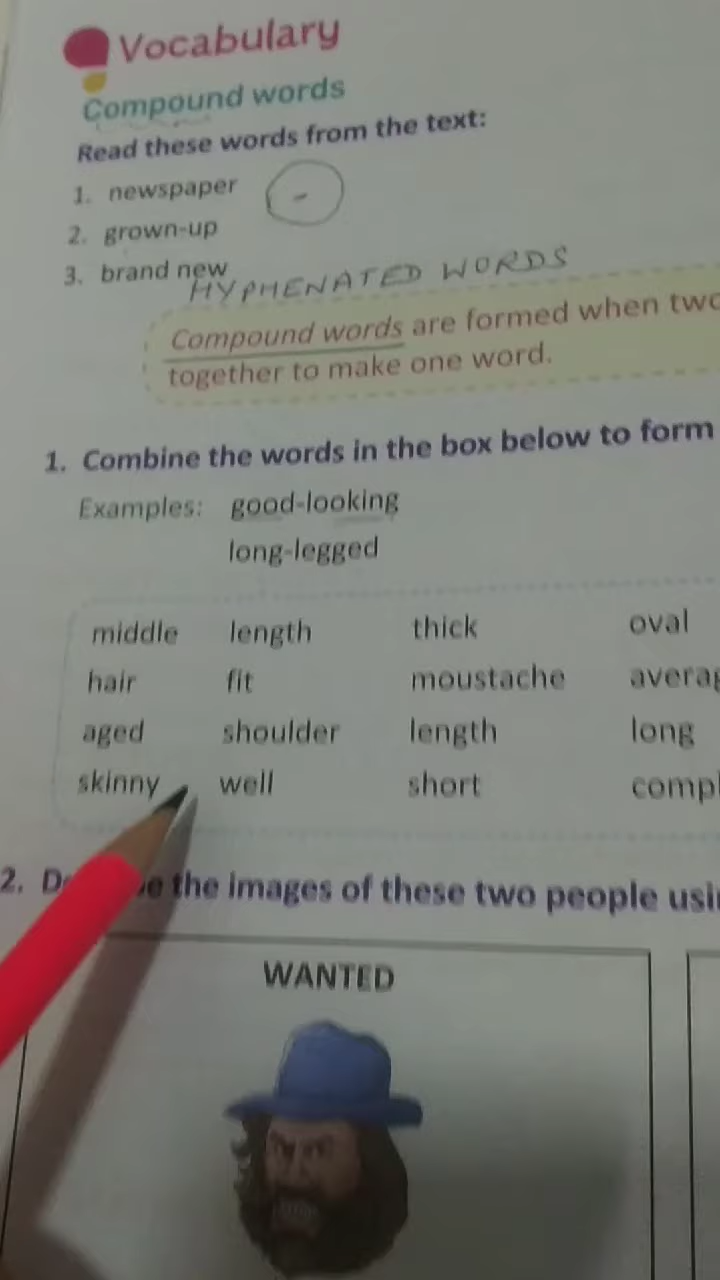 Vocabulary
Compound words
Read these words from the text:
1. newspaper
-
2. grown-up
3. brand new
HYPHENATED WORDS
Compound words are formed when two
together to make one word.
1. Combine the words in the box below to form
Examples: good-looking
long-legged
middle length thick oval
hair fit moustache
aged shoulder length long
skinny well short
2. the images of these two people
WANTED